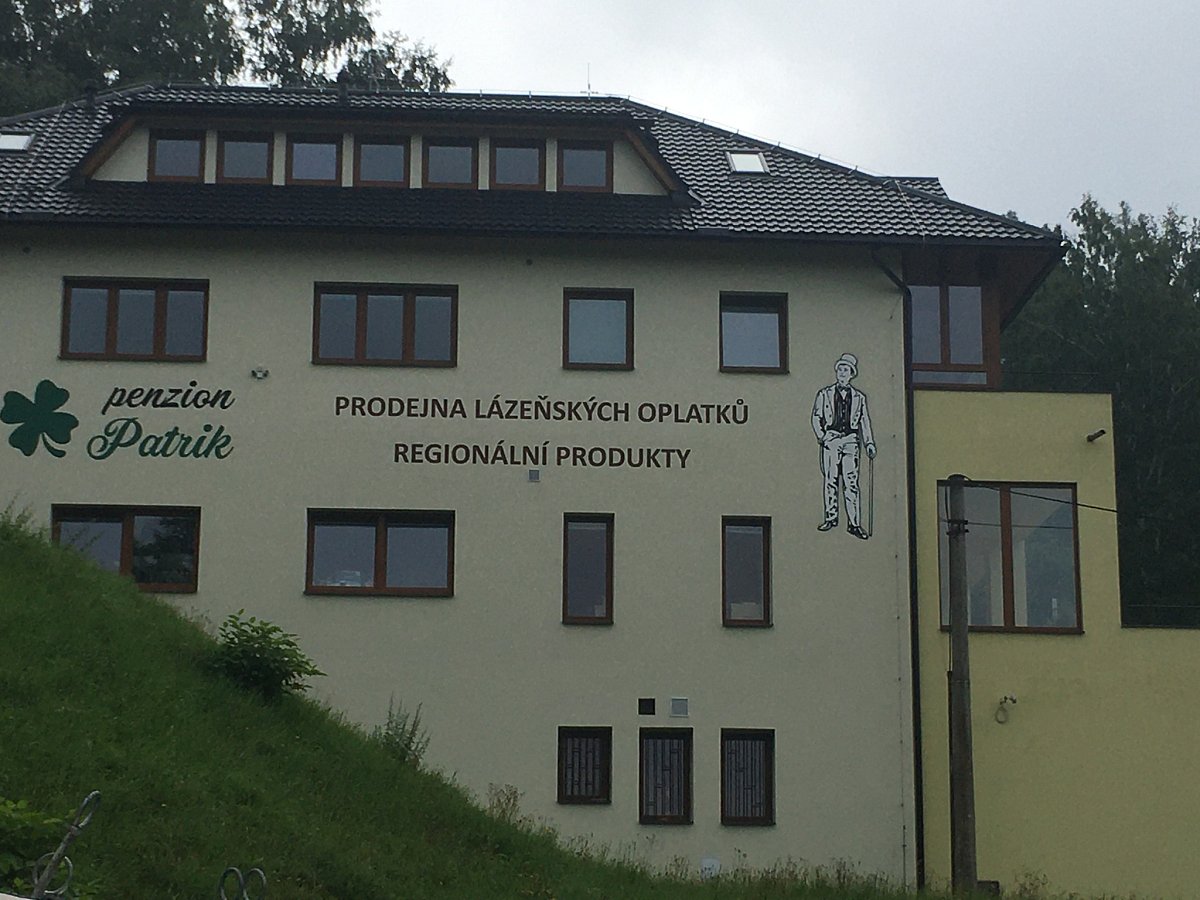 penzion
Patrik
PRODEJNA LÁZEŇSKÝCH OPLATKŮ
REGIONÁLNÍ PRODUKTY